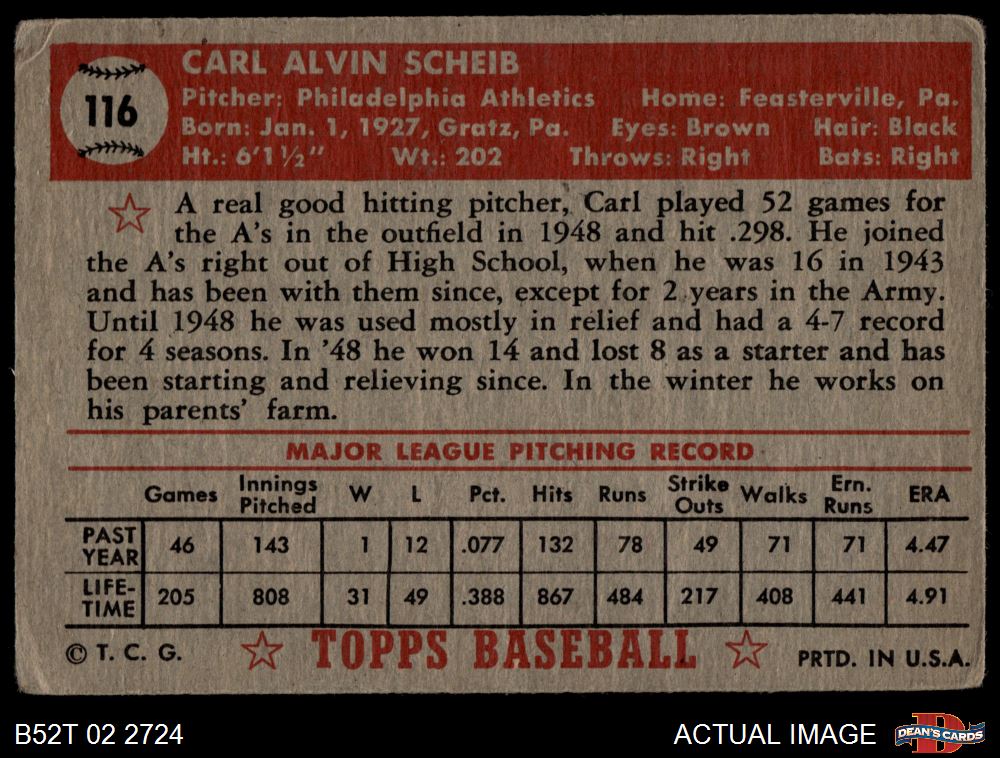 116
CARL ALVIN SCHEIB
Pitcher: Philadelphia Athletics Home: Feasterville, Pa.
Born: Jan. 1, 1927, Gratz, Pa. Eyes: Brown Hair: Black
Ht.: 6'1½" Wt.: 202 Throws: Right Bats: Right
A real good hitting pitcher, Carl played 52 games for
the A's in the outfield in 1948 and hit .298. He joined
the A's right out of High School, when he was 16 in 1943
and has been with them since, except for 2 years in the Army.
Until 1948 he was used mostly in relief and had a 4-7 record
for 4 seasons. In '48 he won 14 and lost 8 as a starter and has
been starting and relieving since. In the winter he works on
his parents' farm.
MAJOR LEAGUE PITCHING RECORD
Games Innings Pitched W L Pct. Hits Runs Strike Outs Walks Ern. Runs ERA
PAST YEAR 46 143 1 12 .077 132 78 49 71 71 4.47
LIFE-TIME 205 808 31 49 .388 867 484 217 408 441 4.91
© T. C. G. TOPPS BASEBALL PRTD. IN U.S.A.
B52T 02 2724 ACTUAL IMAGE D DEAN'S CARDS